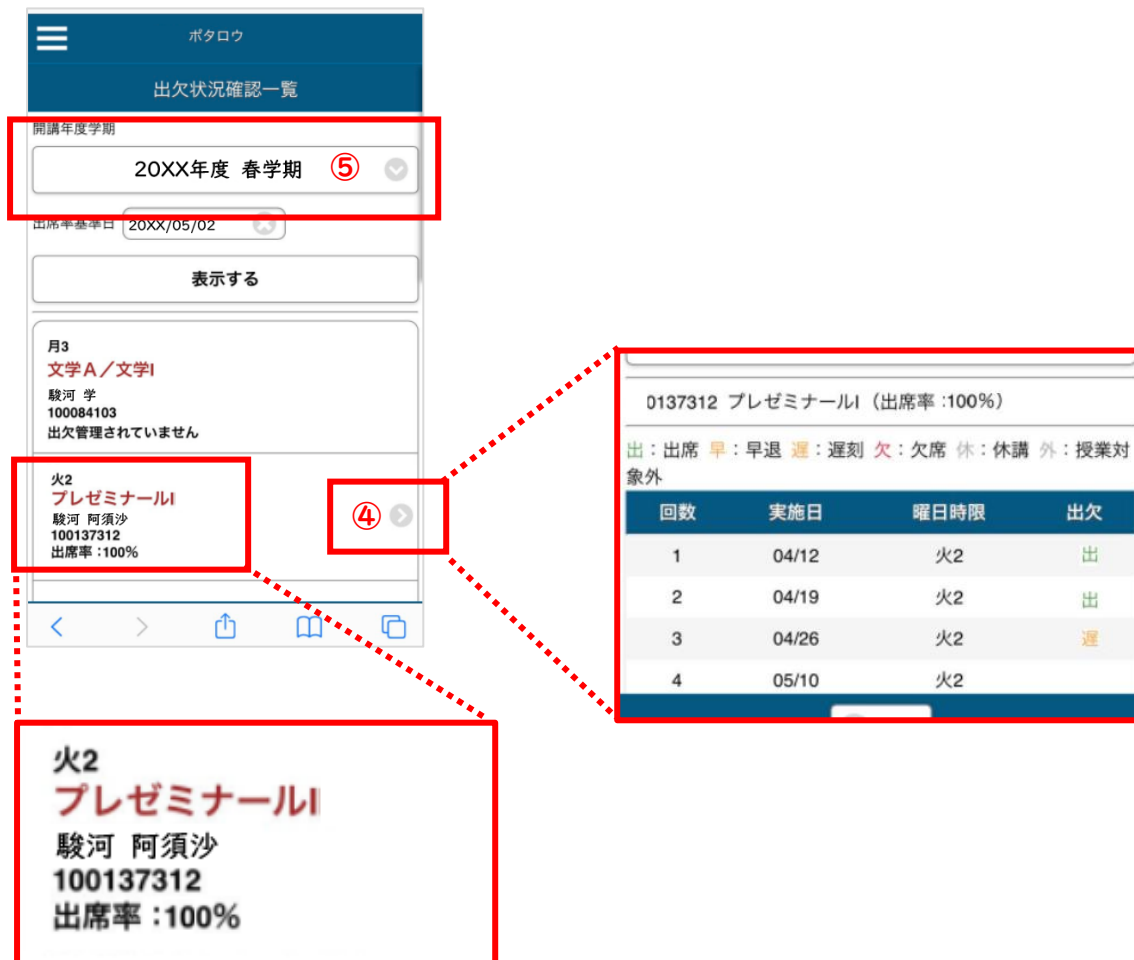 ポタロウ
出欠状況確認一覧
開講年度学期
20XX年度 春学期 ⑤
出席率基準日 20XX/05/02
表示する
月3
文学A／文学I
駿河 学
100084103
出欠管理されていません
火2
プレゼミナールI
駿河 阿須沙
100137312
出席率：100%
④
0137312 プレゼミナールI（出席率：100%）
出：出席 早：早退 遅：遅刻 欠：欠席 休：休講 外：授業対
象外
回数 実施日 曜日時限 出欠
1 04/12 火2 出
2 04/19 火2 出
3 04/26 火2 遅
4 05/10 火2
火2
プレゼミナールI
駿河 阿須沙
100137312
出席率：100%